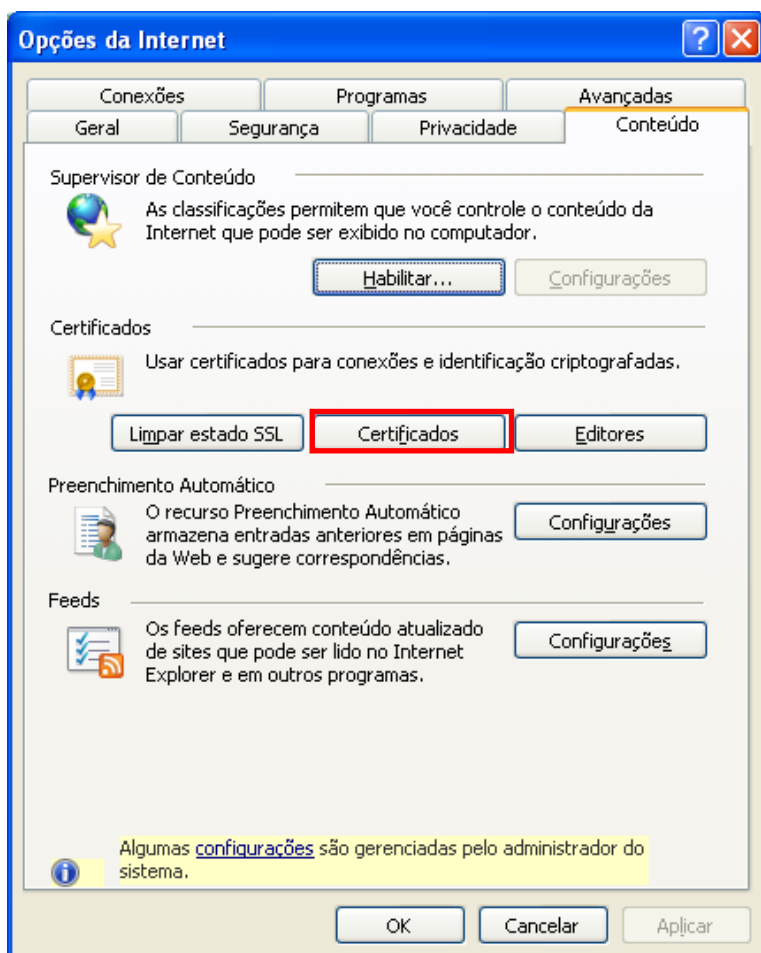 Opções da Internet
Conexões
Programas
Avançadas
Geral
Segurança
Privacidade
Conteúdo
Supervisor de Conteúdo
As classificações permitem que você controle o conteúdo da
Internet que pode ser exibido no computador.
Habilitar...
Configurações
Certificados
Usar certificados para conexões e identificação criptografadas.
Limpar estado SSL
Certificados
Editores
Preenchimento Automático
O recurso Preenchimento Automático
armazena entradas anteriores em páginas
da Web e sugere correspondências.
Configurações
Feeds
Os feeds oferecem conteúdo atualizado
de sites que pode ser lido no Internet
Explorer e em outros programas.
Configurações
Algumas configurações são gerenciadas pelo administrador do
sistema.
OK
Cancelar
Aplicar